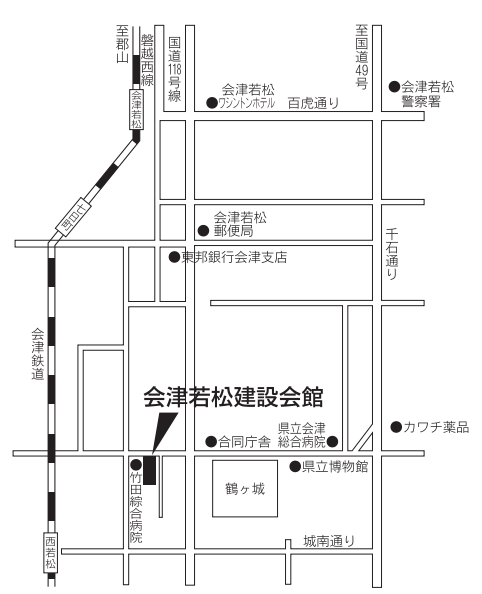 至郡山
磐越西線
国道118号線
至国道49号
会津若松
会津若松
ワシントンホテル
百虎通り
会津若松
警察署
七日町
会津若松
郵便局
千石通り
東邦銀行会津支店
会津鉄道
会津若松建設会館
カワチ薬品
合同庁舎
県立会津
総合病院
県立博物館
竹田綜合病院
鶴ヶ城
西若松
城南通り